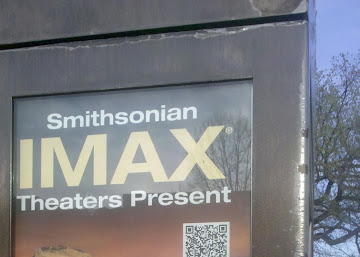 Smithsonian
IMAX®
Theaters Present